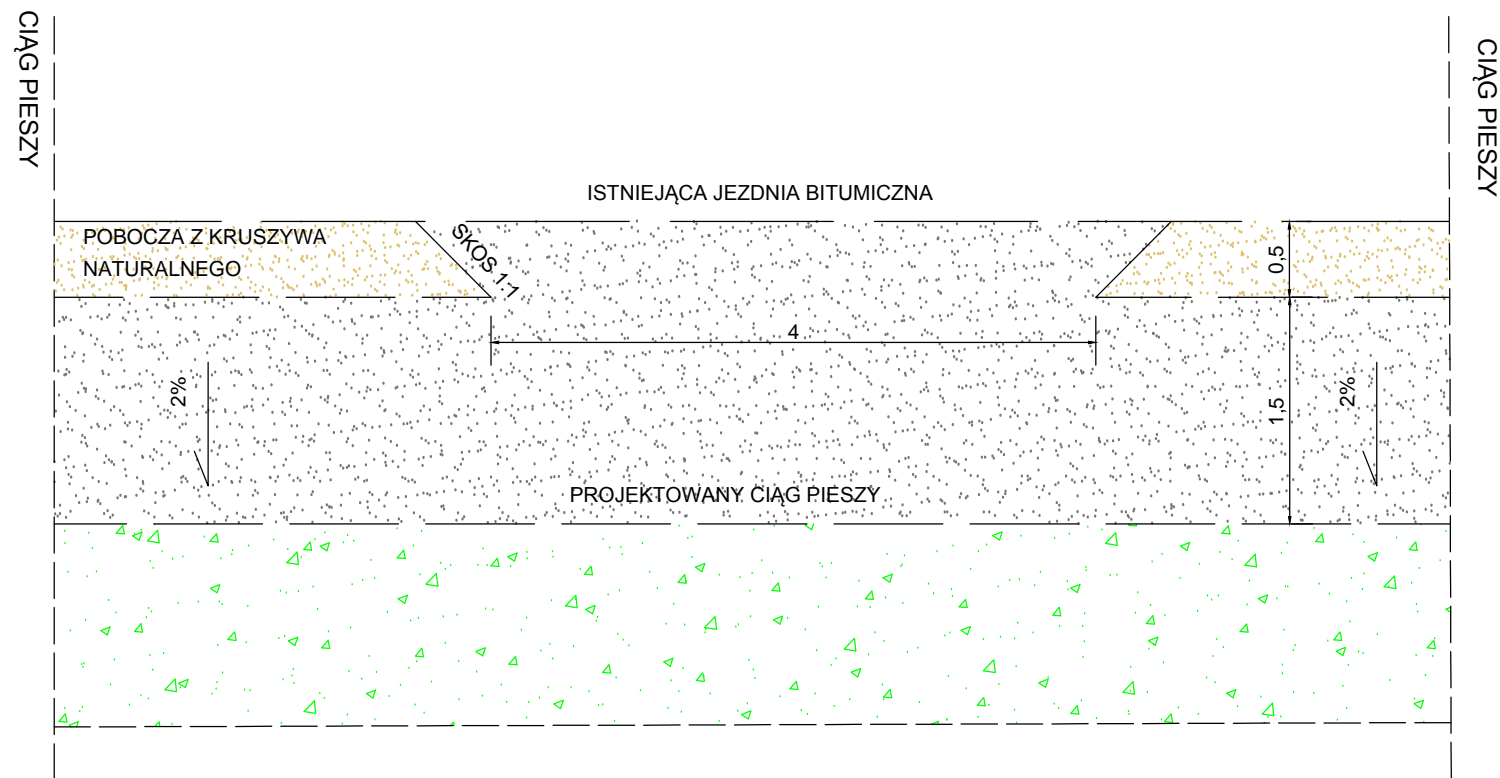 CIĄG PIESZY
CIĄG PIESZY
ISTNIEJĄCA JEZDNIA BITUMICZNA
POBOCZA Z KRUSZYWA
NATURALNEGO
SKOS 1:1
0,5
4
2%
1,5
2%
PROJEKTOWANY CIĄG PIESZY